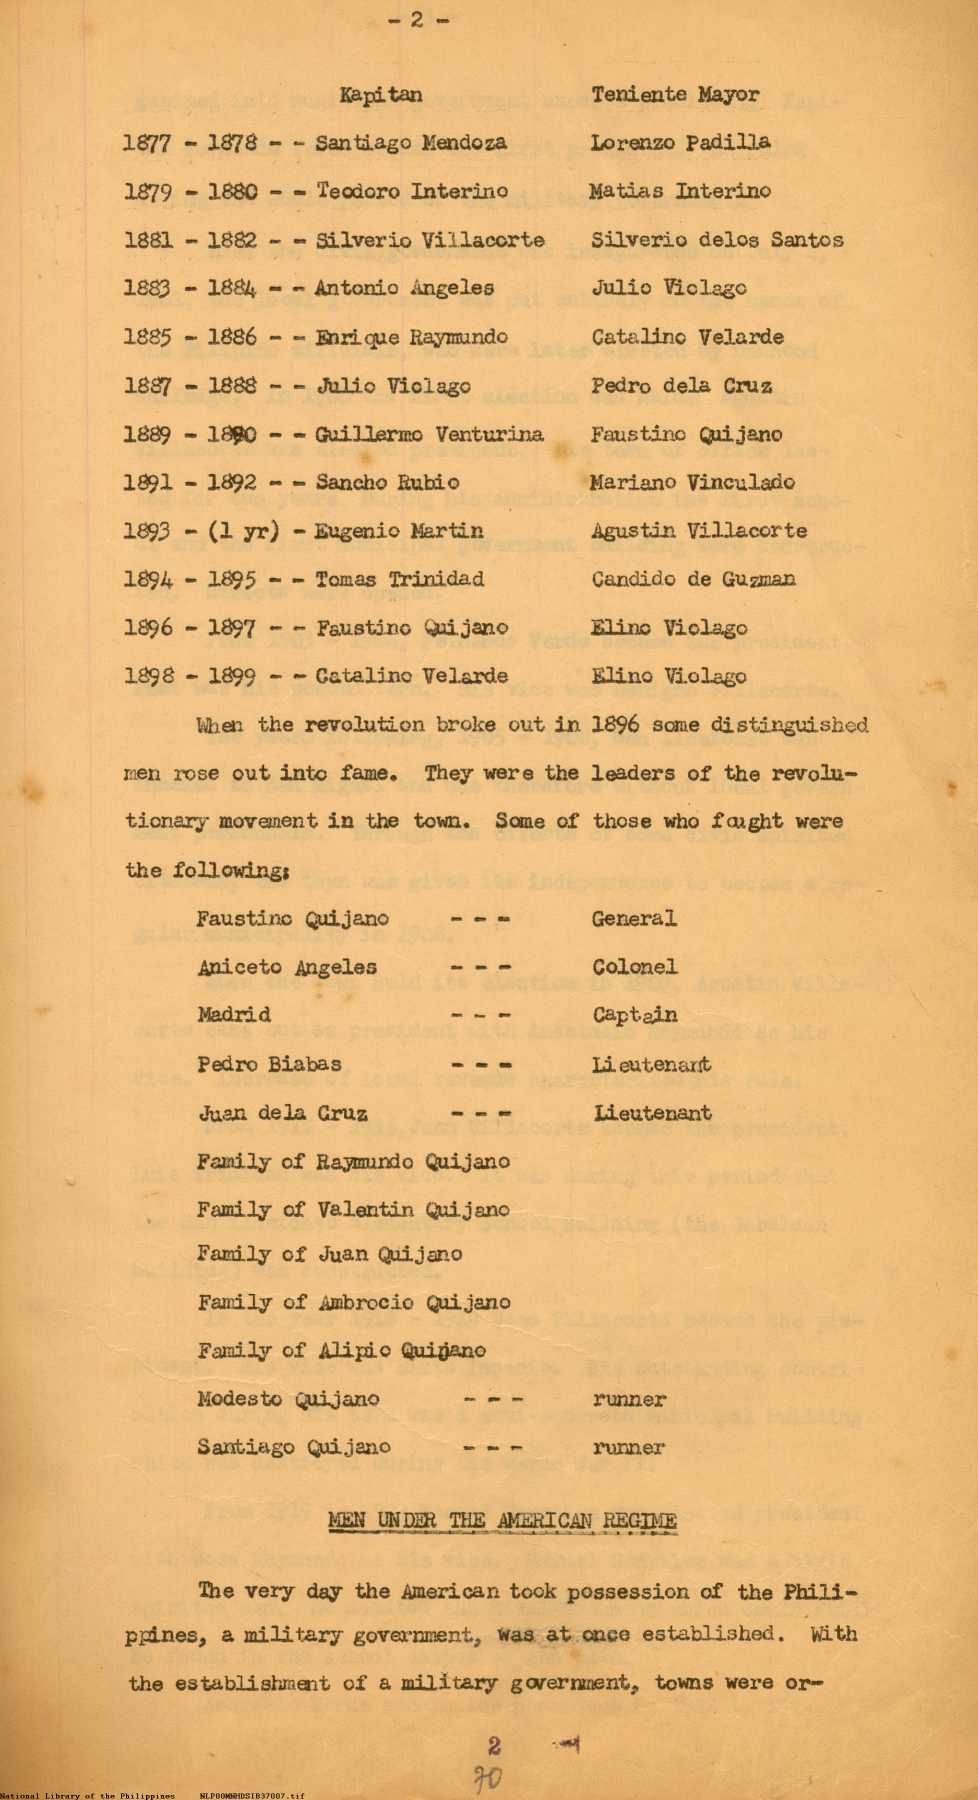 - 2 -
Kapitan Teniente Mayor
1877 - 1878 - - Santiago Mendoza Lorenzo Padilla
1879 - 1880 - - Teodoro Interino Matias Interino
1881 - 1882 - - Silverio Villacorte Silverio delos Santos
1883 - 1884 - - Antonio Angeles Julio Violago
1885 - 1886 - - Enrique Raymundo Catalino Velarde
1887 - 1888 - - Julio Violago Pedro dela Cruz
1889 - 1890 - - Guillermo Venturina Faustino Quijano
1891 - 1892 - - Sancho Rubio Mariano Vinculado
1893 - (1 yr) - Eugenio Martin Agustin Villacorte
1894 - 1895 - - Tomas Trinidad Candido de Guzman
1896 - 1897 - - Faustino Quijano Elino Violago
1898 - 1899 - - Catalino Velarde Elino Violago
When the revolution broke out in 1896 some distinguished
men rose out into fame. They were the leaders of the revolu-
tionary movement in the town. Some of those who fought were
the following:
Faustino Quijano - - - General
Aniceto Angeles - - - Colonel
Madrid - - - Captain
Pedro Biabas - - - Lieutenant
Juan dela Cruz - - - Lieutenant
Family of Raymundo Quijano
Family of Valentin Quijano
Family of Juan Quijano
Family of Ambrocio Quijano
Family of Alipio Quijano
Modesto Quijano - - - runner
Santiago Quijano - - - runner
MEN UNDER THE AMERICAN REGIME
The very day the American took possession of the Phili-
ppines, a military government, was at once established. With
the establishment of a military government, towns were or-
2
70
National Library of the Philippines NLP00M0RHDSIB37007.tif